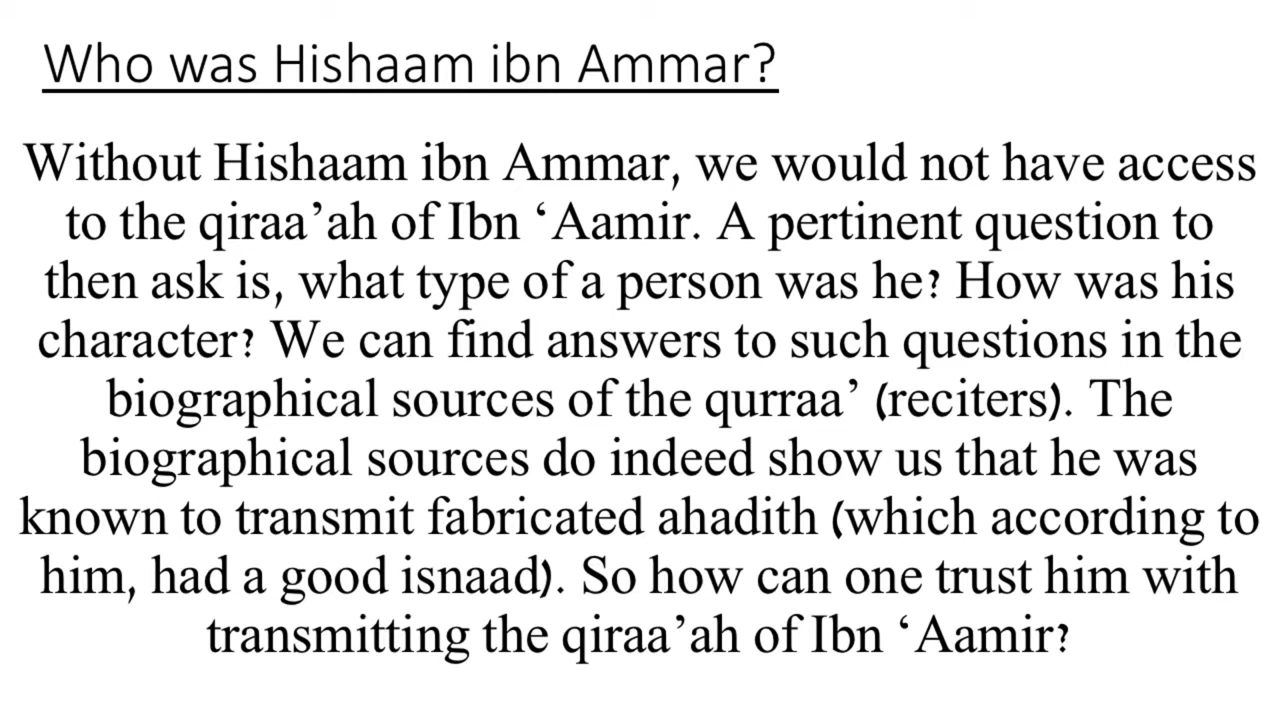 Who was Hishaam ibn Ammar?
Without Hishaam ibn Ammar, we would not have access
to the qiraa’ah of Ibn ‘Aamir. A pertinent question to
then ask is, what type of a person was he? How was his
character? We can find answers to such questions in the
biographical sources of the qurraa’ (reciters). The
biographical sources do indeed show us that he was
known to transmit fabricated ahadith (which according to
him, had a good isnaad). So how can one trust him with
transmitting the qiraa’ah of Ibn ‘Aamir?